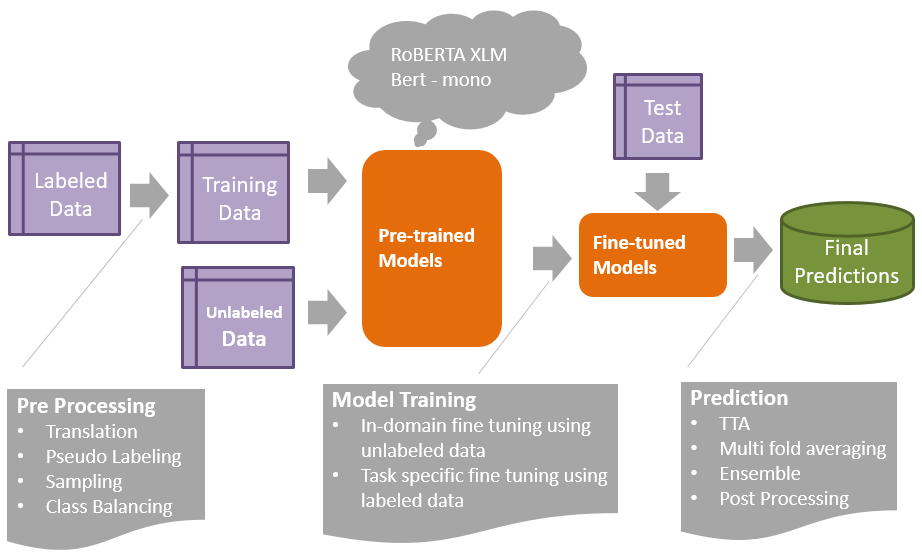 RoBERTA XLM
Bert - mono
Test
Data
Labeled
Data
Training
Data
Pre-trained
Models
Fine-tuned
Models
Final
Predictions
Unlabeled
Data
Pre Processing
• Translation
• Pseudo Labeling
• Sampling
• Class Balancing
Model Training
• In-domain fine tuning using
unlabeled data
• Task specific fine tuning using
labeled data
Prediction
• TTA
• Multi fold averaging
• Ensemble
• Post Processing